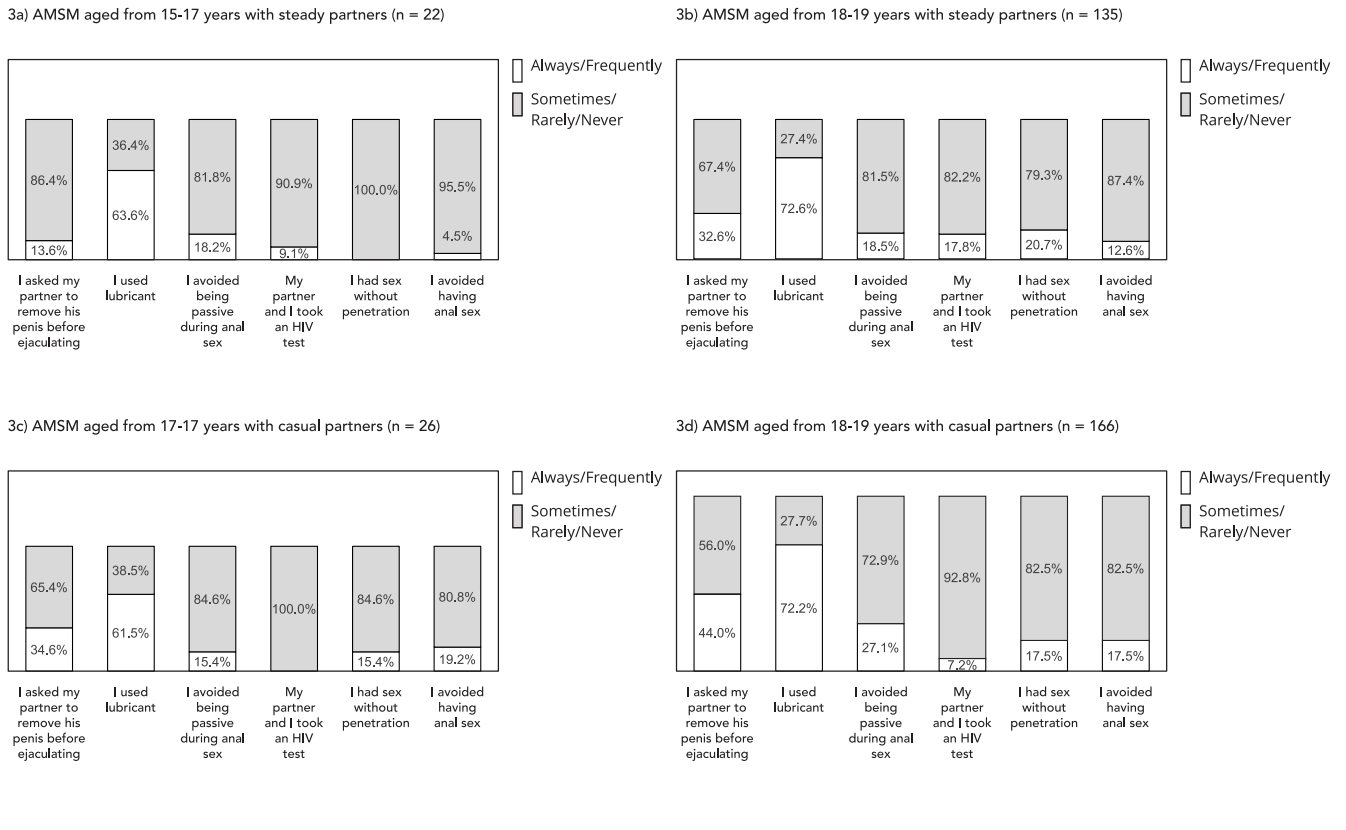 3a) AMSM aged from 15-17 years with steady partners (n = 22)
Always/Frequently
Sometimes/
Rarely/Never
86.4%
13.6%
36.4%
63.6%
81.8%
18.2%
90.9%
9.1%
100.0%
95.5%
4.5%
I asked my
partner to
remove his
penis before
ejaculating
I used
lubricant
I avoided
being
passive
during anal
sex
My
partner
and I took
an HIV
test
I had sex
without
penetration
I avoided
having
anal sex
3b) AMSM aged from 18-19 years with steady partners (n = 135)
Always/Frequently
Sometimes/
Rarely/Never
67.4%
32.6%
27.4%
72.6%
81.5%
18.5%
82.2%
17.8%
79.3%
20.7%
87.4%
12.6%
I asked my
partner to
remove his
penis before
ejaculating
I used
lubricant
I avoided
being
passive
during anal
sex
My
partner
and I took
an HIV
test
I had sex
without
penetration
I avoided
having
anal sex
3c) AMSM aged from 17-17 years with casual partners (n = 26)
Always/Frequently
Sometimes/
Rarely/Never
65.4%
34.6%
38.5%
61.5%
84.6%
15.4%
100.0%
84.6%
15.4%
80.8%
19.2%
I asked my
partner to
remove his
penis before
ejaculating
I used
lubricant
I avoided
being
passive
during anal
sex
My
partner
and I took
an HIV
test
I had sex
without
penetration
I avoided
having
anal sex
3d) AMSM aged from 18-19 years with casual partners (n = 166)
Always/Frequently
Sometimes/
Rarely/Never
56.0%
44.0%
27.7%
72.2%
72.9%
27.1%
92.8%
7.2%
82.5%
17.5%
82.5%
17.5%
I asked my
partner to
remove his
penis before
ejaculating
I used
lubricant
I avoided
being
passive
during anal
sex
My
partner
and I took
an HIV
test
I had sex
without
penetration
I avoided
having
anal sex